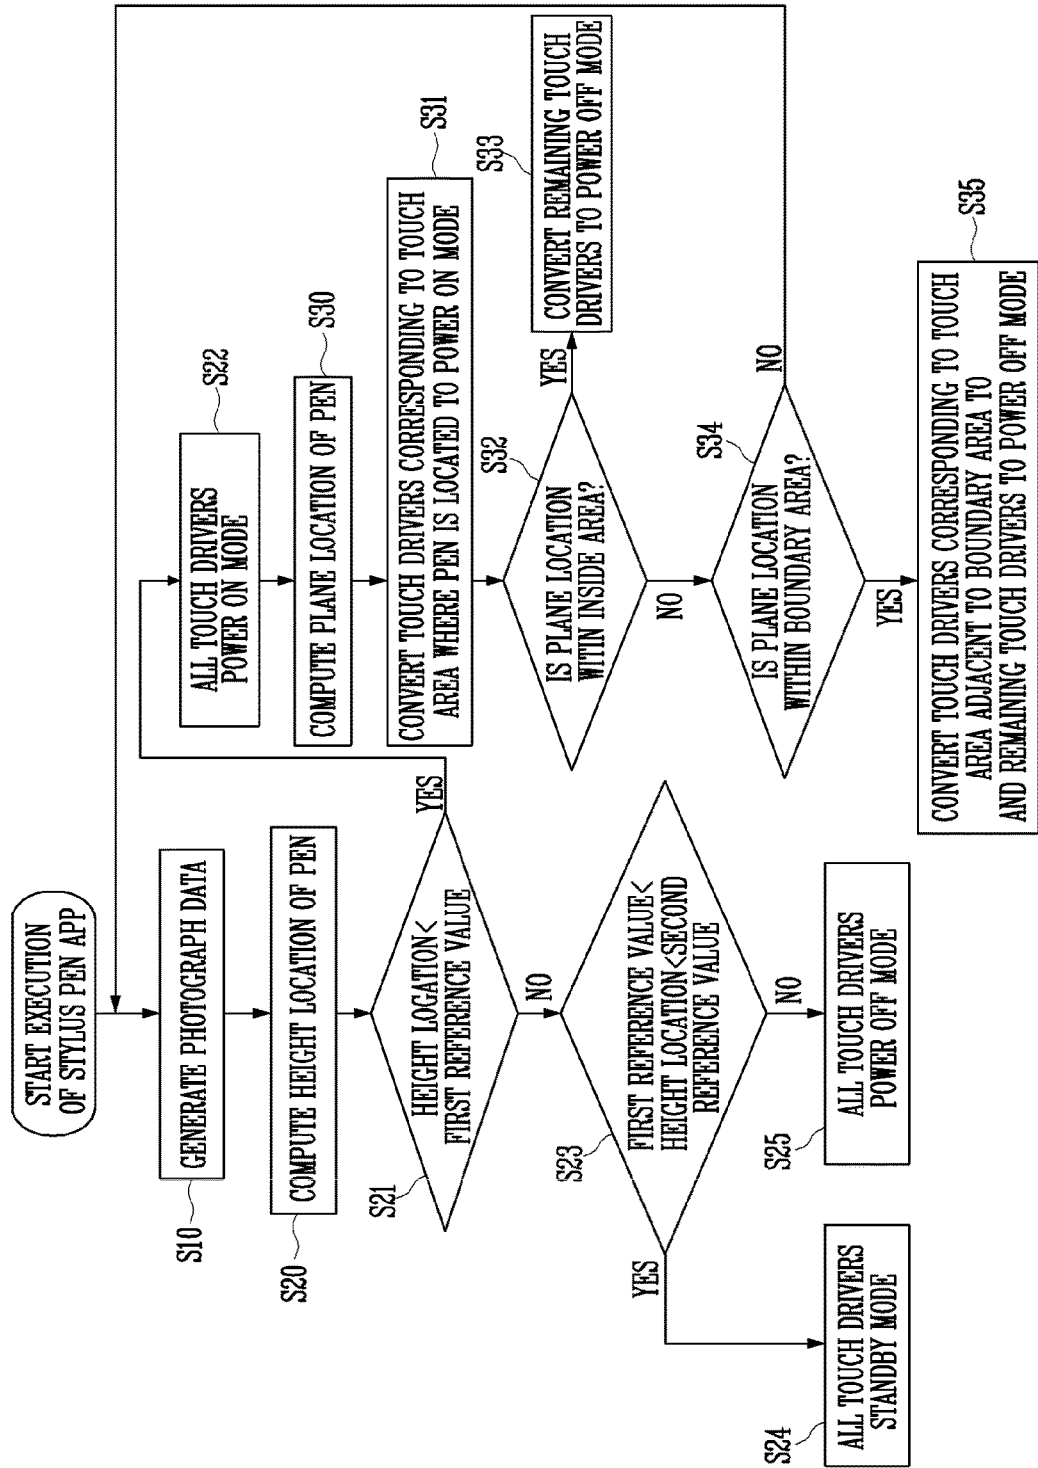 START EXECUTION
OF STYLUS PEN APP
GENERATE PHOTOGRAPH DATA
S10
COMPUTE HEIGHT LOCATION OF PEN
S20
HEIGHT LOGATION<
FIRST REFERENCE VALUE
S21
YES
NO
FIRST REFERENCE VALUE<
HEIGHT LOCATION<SECOND
REFERENCE VALUE
S23
YES
NO
ALL TOUCH DRIVERS
STANDBY MODE
S24
ALL TOUCH DRIVERS
POWER OFF MODE
S25
ALL TOUCH DRIVERS
POWER ON MODE
S22
COMPUTE PLANE LOCATION OF PEN
S30
CONVERT TOUCH DRIVERS CORRESPONDING TO TOUCH
AREA WHERE PEN IS LOCATED TO POWER ON MODE
S31
IS PLANE LOCATION
WITIN INSIDE AREA?
S32
YES
NO
CONVERT REMAINING TOUCH
DRIVERS TO POWER OFF MODE
S33
IS PLANE LOCATION
WITHIN BOUNDARY AREA?
S34
NO
YES
CONVERT TOUCH DRIVERS CORRESPONDING TO TOUCH
AREA ADJACENT TO BOUNDARY AREA TO
AND REMAINING TOUCH DRIVERS TO POWER OFF MODE
S35